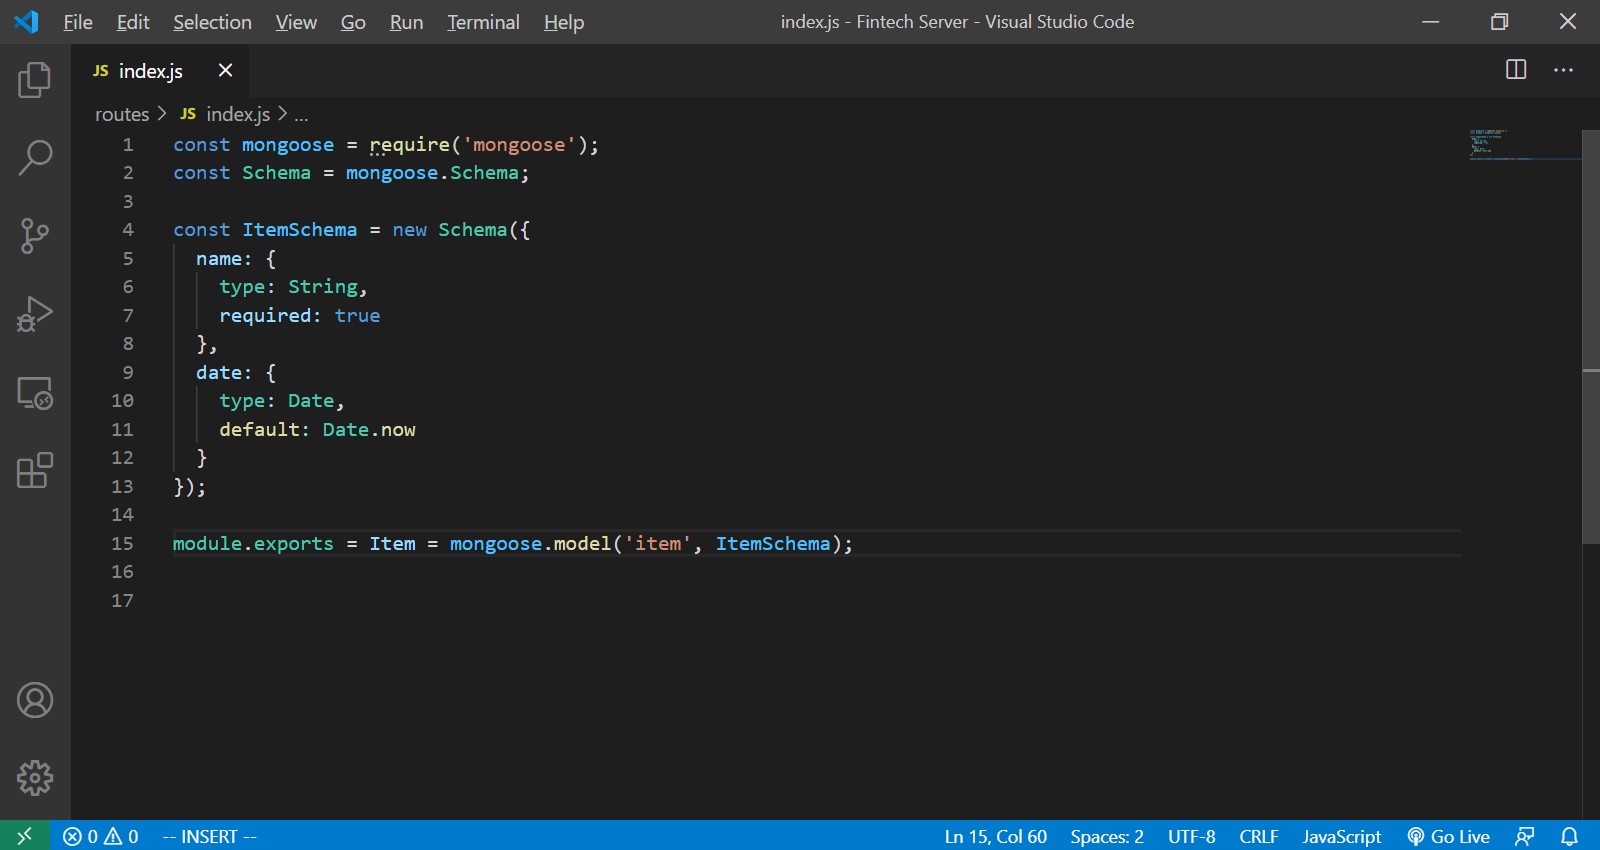 File Edit Selection View Go Run Terminal Help index.js - Fintech Server - Visual Studio Code
JS index.js
routes > JS index.js > ...
1 const mongoose = require('mongoose');
2 const Schema = mongoose.Schema;
3
4 const ItemSchema = new Schema({
5 name: {
6 type: String,
7 required: true
8 },
9 date: {
10 type: Date,
11 default: Date.now
12 }
13 });
14
15 module.exports = Item = mongoose.model('item', ItemSchema);
16
17
0 0 -- INSERT -- Ln 15, Col 60 Spaces: 2 UTF-8 CRLF JavaScript Go Live